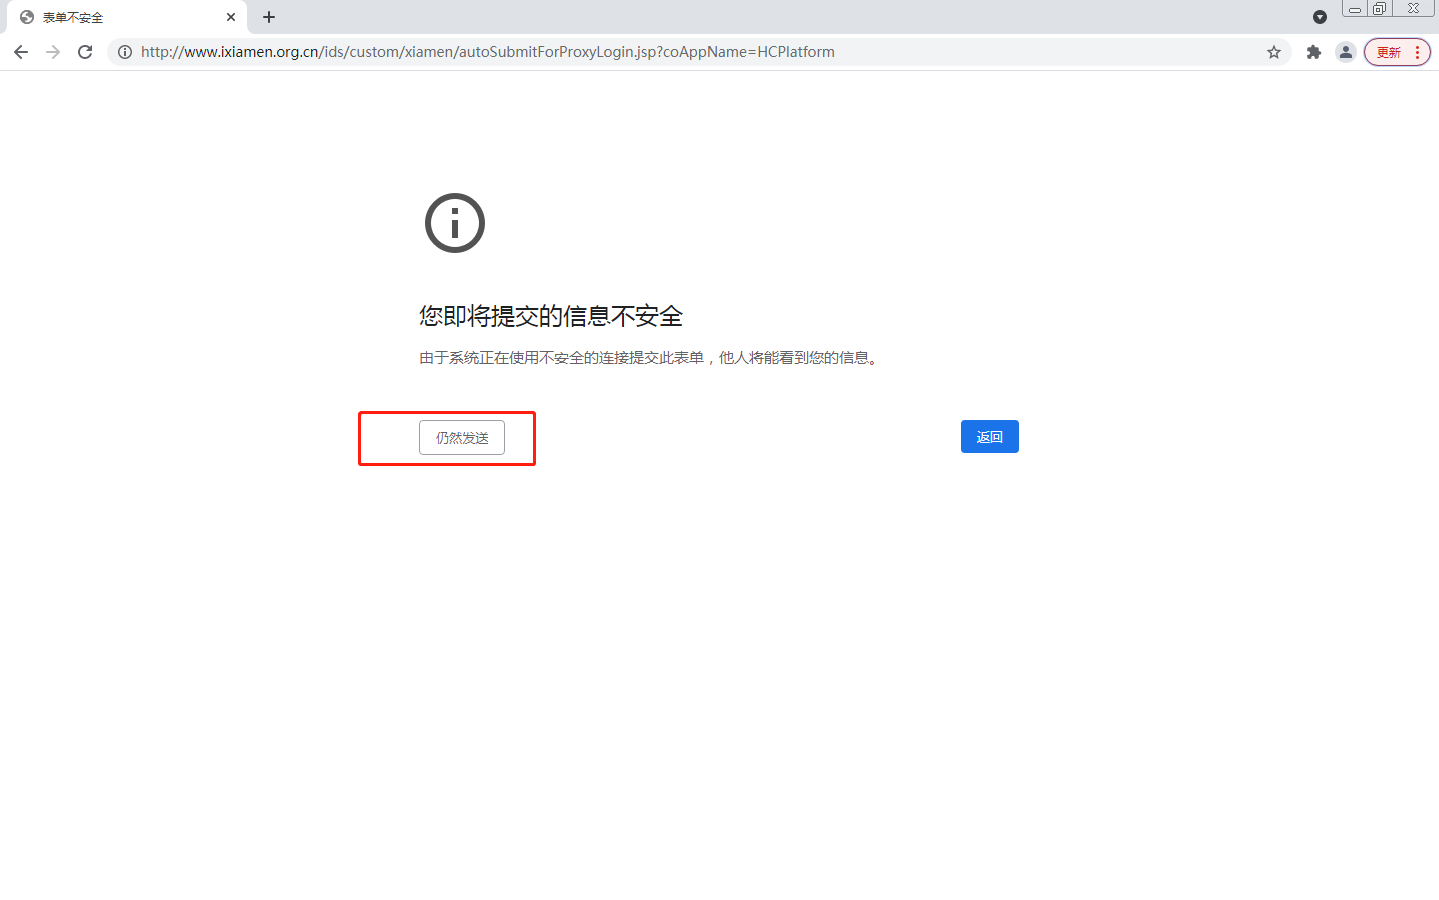 表单不安全
http://www.ixiamen.org.cn/ids/custom/xiamen/autoSubmitForProxyLogin.jsp?coAppName=HCPlatform
更新
您即将提交的信息不安全
由于系统正在使用不安全的连接提交此表单，他人将能看到您的信息。
仍然发送
返回